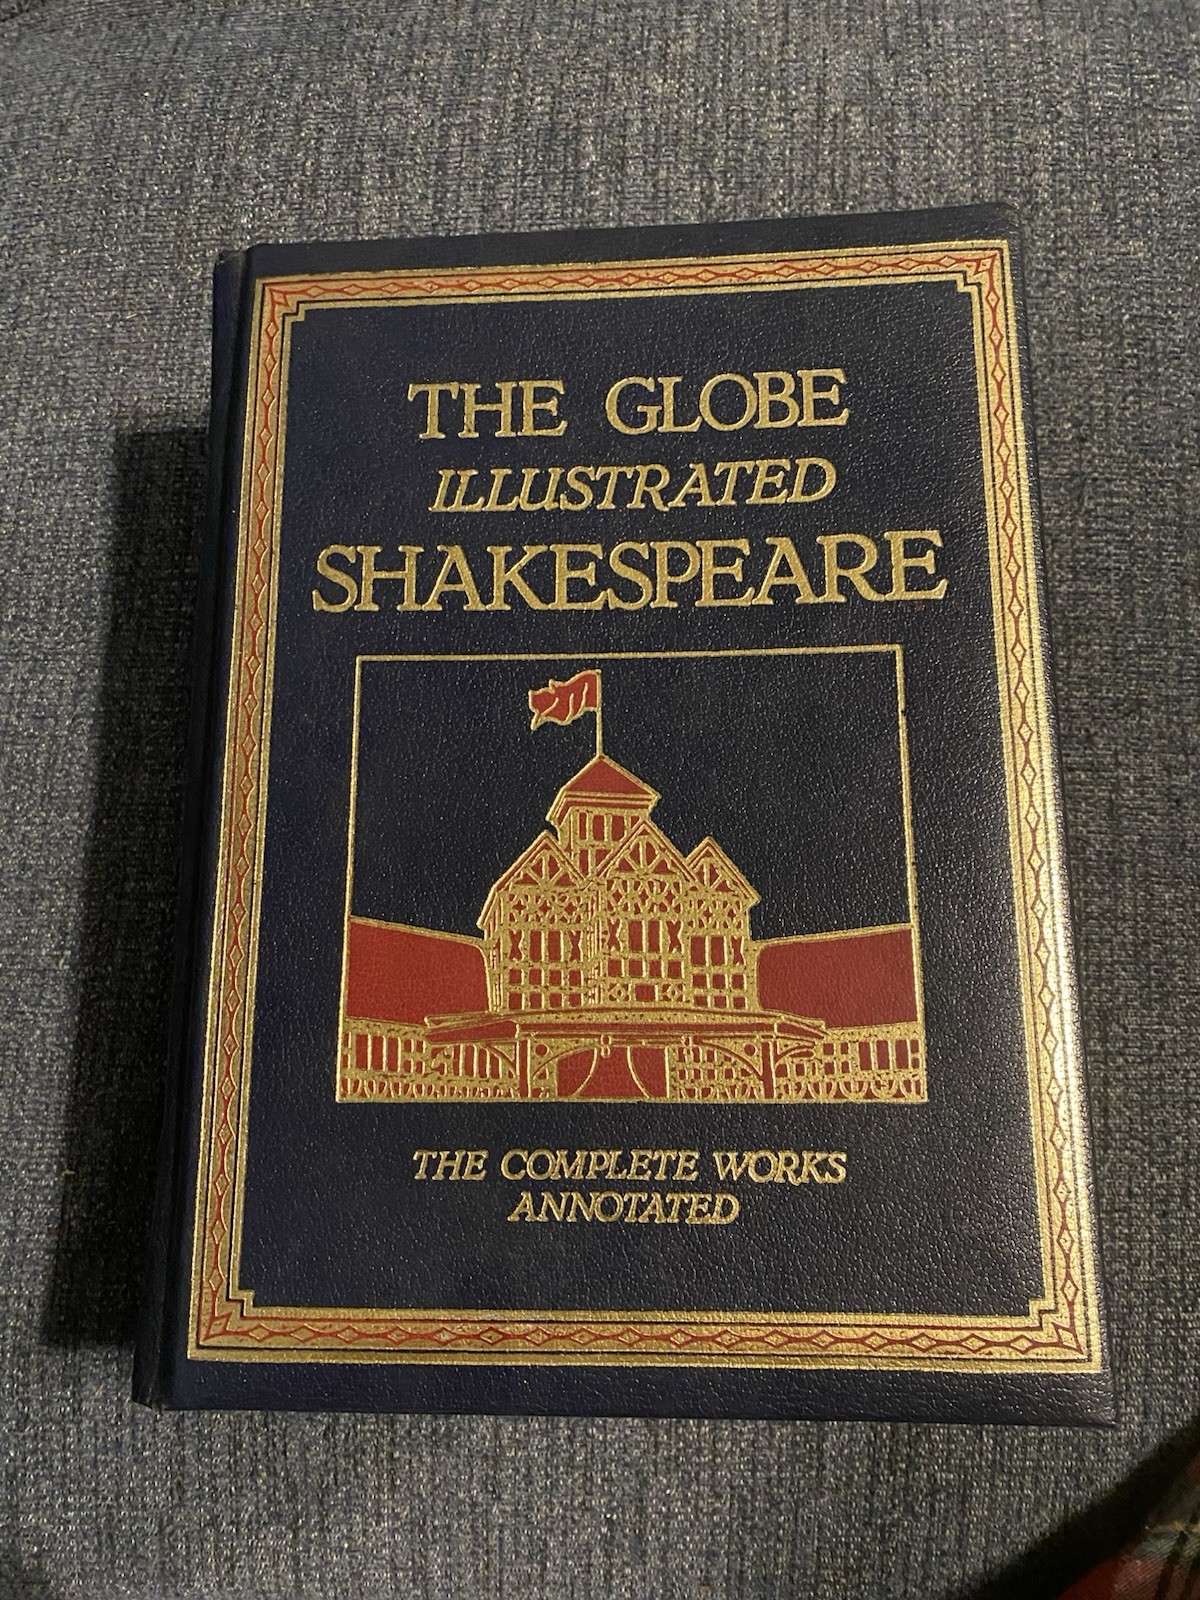 THE GLOBE
ILLUSTRATED
SHAKESPEARE
THE COMPLETE WORKS
ANNOTATED